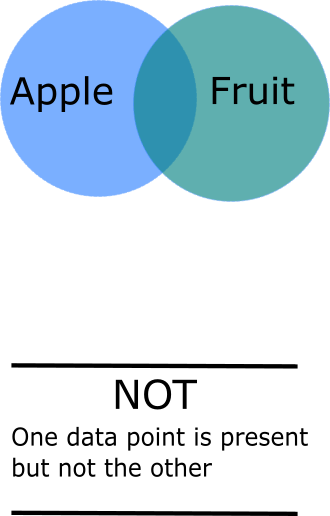 Apple Fruit
NOT
One data point is present
but not the other